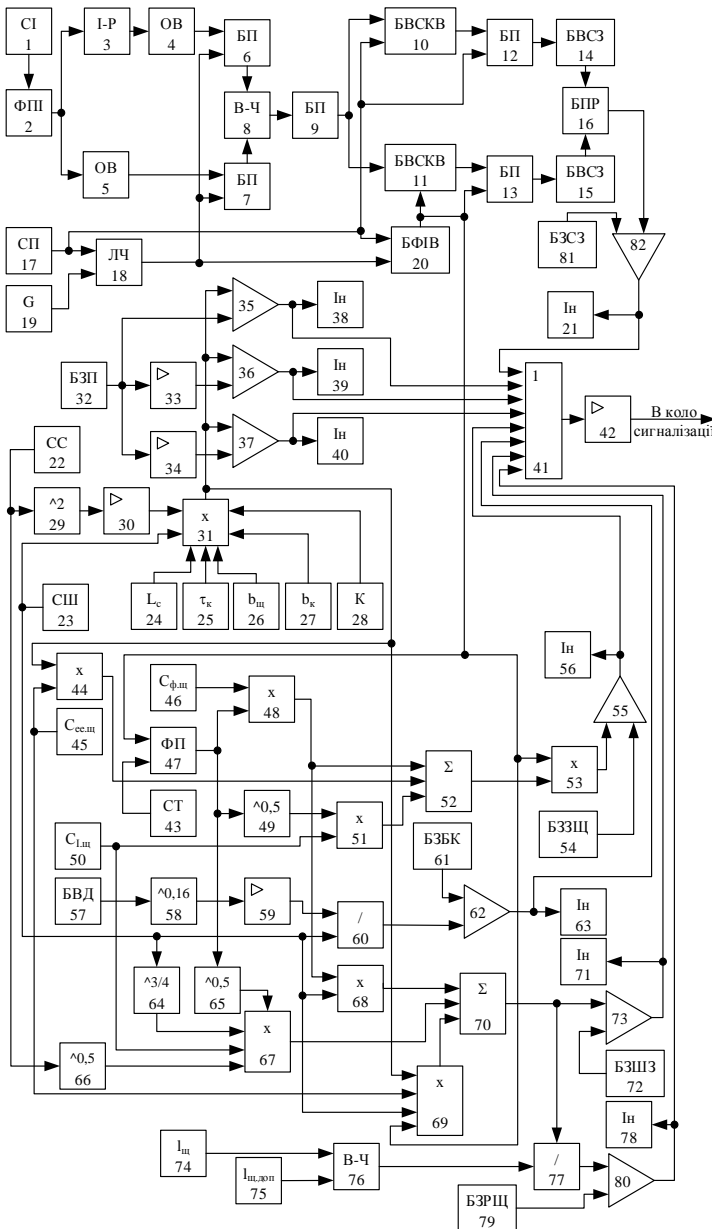 СІ
1
І-Р
3
ОВ
4
БП
6
БВСКВ
10
БП
12
БВСЗ
14
ФПІ
2
В-Ч
8
БП
9
БПР
16
ОВ
5
БП
7
БВСКВ
11
БП
13
БВСЗ
15
СП
17
ЛЧ
18
БФІВ
20
БЗСЗ
81
82
G
19
Ін
21
35
Ін
38
БЗП
32
33
36
Ін
39
1
41
42
В коло
сигналізації
34
37
Ін
40
СС
22
^2
29
30
х
31
СШ
23
Lс
24
τк
25
bщ
26
bк
27
К
28
х
44
Сф.щ
46
х
48
Ін
56
55
Сее.щ
45
ФП
47
Σ
52
х
53
СТ
43
^0,5
49
х
51
СІ.щ
50
БЗБК
61
БЗЗЩ
54
БВД
57
^0,16
58
59
/
60
62
Ін
63
Ін
71
^3/4
64
^0,5
65
х
68
Σ
70
73
х
67
^0,5
66
х
69
БЗШЗ
72
Ін
78
lщ
74
В-Ч
76
/
77
80
lщ.доп
75
БЗРЩ
79